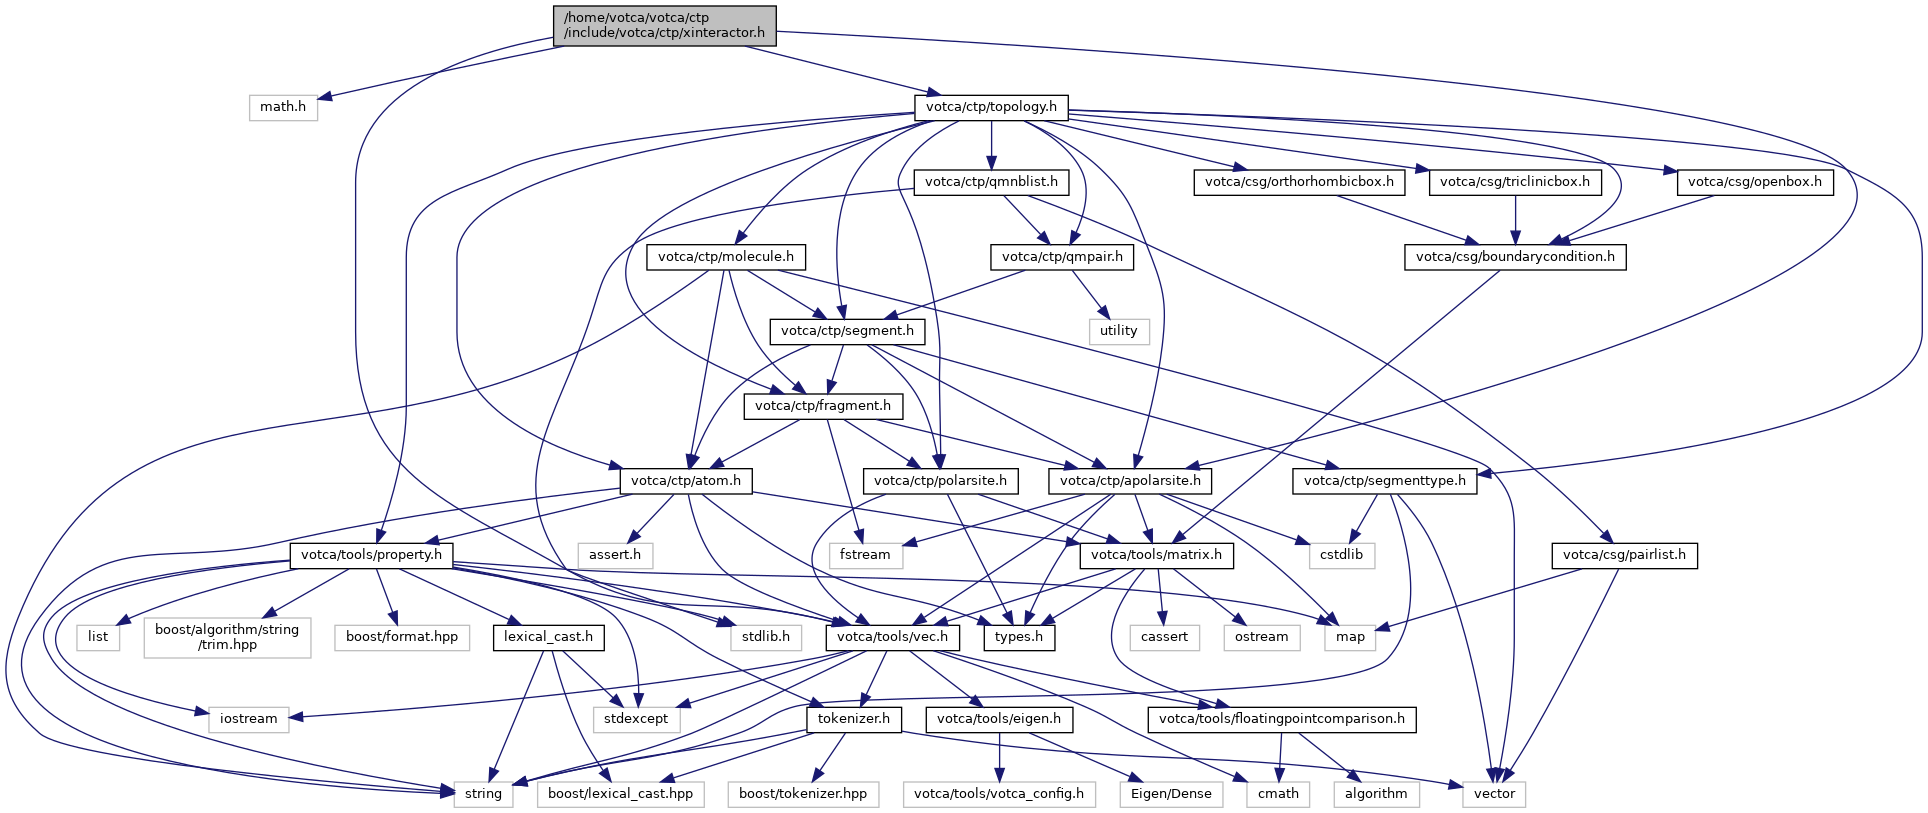 /home/votca/votca/ctp
/include/votca/ctp/xinteractor.h
math.h
votca/ctp/topology.h
votca/ctp/qmnblist.h
votca/csg/orthorhombicbox.h
votca/csg/triclinicbox.h
votca/csg/openbox.h
votca/ctp/molecule.h
votca/ctp/qmpair.h
votca/csg/boundarycondition.h
votca/ctp/segment.h
utility
votca/ctp/fragment.h
votca/ctp/atom.h
votca/ctp/polarsite.h
votca/ctp/apolarsite.h
votca/ctp/segmenttype.h
votca/tools/property.h
assert.h
fstream
votca/tools/matrix.h
cstdlib
votca/csg/pairlist.h
list
boost/algorithm/string
/trim.hpp
boost/format.hpp
lexical_cast.h
stdlib.h
votca/tools/vec.h
types.h
cassert
ostream
map
iostream
stdexcept
tokenizer.h
votca/tools/eigen.h
votca/tools/floatingpointcomparison.h
string
boost/lexical_cast.hpp
boost/tokenizer.hpp
votca/tools/votca_config.h
Eigen/Dense
cmath
algorithm
vector